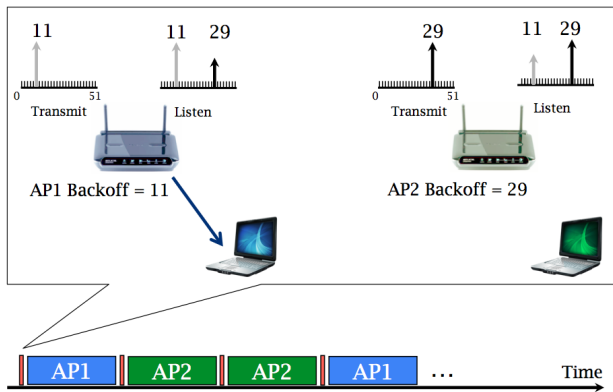 11
11
29
29
11
29
0
51
0
51
Transmit
Listen
Transmit
Listen
AP1 Backoff = 11
AP2 Backoff = 29
AP1
AP2
AP2
AP1
...
Time